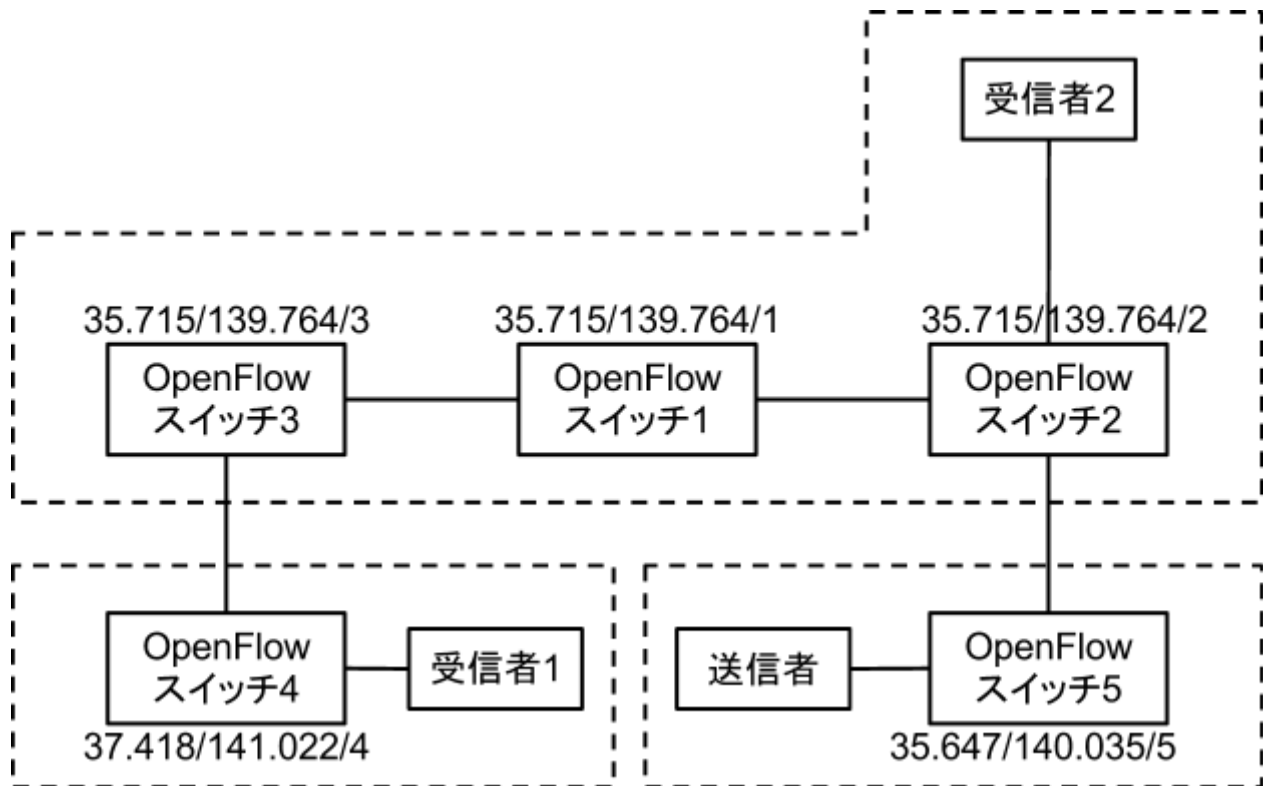 受信者2
35.715/139.764/3
35.715/139.764/1
35.715/139.764/2
OpenFlow
スイッチ3
OpenFlow
スイッチ1
OpenFlow
スイッチ2
OpenFlow
スイッチ4
受信者1
送信者
OpenFlow
スイッチ5
37.418/141.022/4
35.647/140.035/5